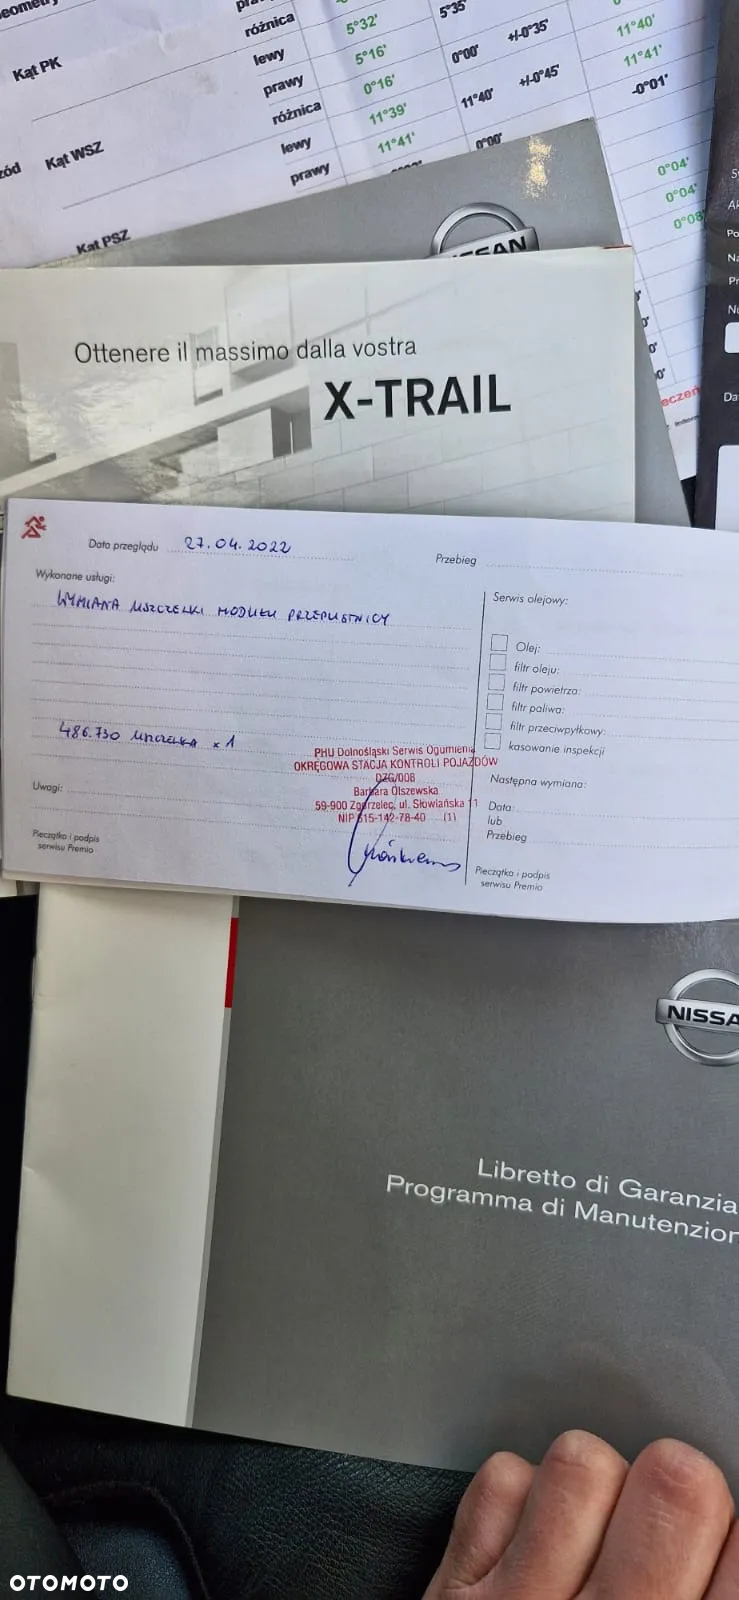 Kąt PK
różnica
5°32'
5°35'
lewy
5°16'
0°00'
+/-0°35'
11°40'
prawy
0°16'
11°40'
+/-0°45'
11°41'
Kąt WSZ
różnica
11°39'
-0°01'
lewy
11°41'
0°00'
prawy
0°04'
0°04'
0°08'
Kąt PSZ
NISSAN
Ottenere il massimo dalla vostra
X-TRAIL
Data przeglądu 27.04.2022
Przebieg
Wykonane usługi:
WYMIANA USZCZELKI MODUŁU PRZEPUSTNICY
Serwis olejowy:
Olej:
filtr oleju:
filtr powietrza:
filtr paliwa:
filtr przeciwpyłkowy:
kasowanie inspekcji
486.730 USZCZELKA x 1
PHU Dolnośląski Serwis Ogumienia
OKRĘGOWA STACJA KONTROLI POJAZDÓW
DZG/008
Barbara Olszewska
59-900 Zgorzelec, ul. Słowiańska 11
NIP 615-142-78-40 (1)
Następna wymiana:
Uwagi:
Data:
lub
Przebieg
Pieczątka i podpis
serwisu Premio
Pieczątka i podpis
serwisu Premio
NISSA
Libretto di Garanzia
Programma di Manutenzion
OTOMOTO